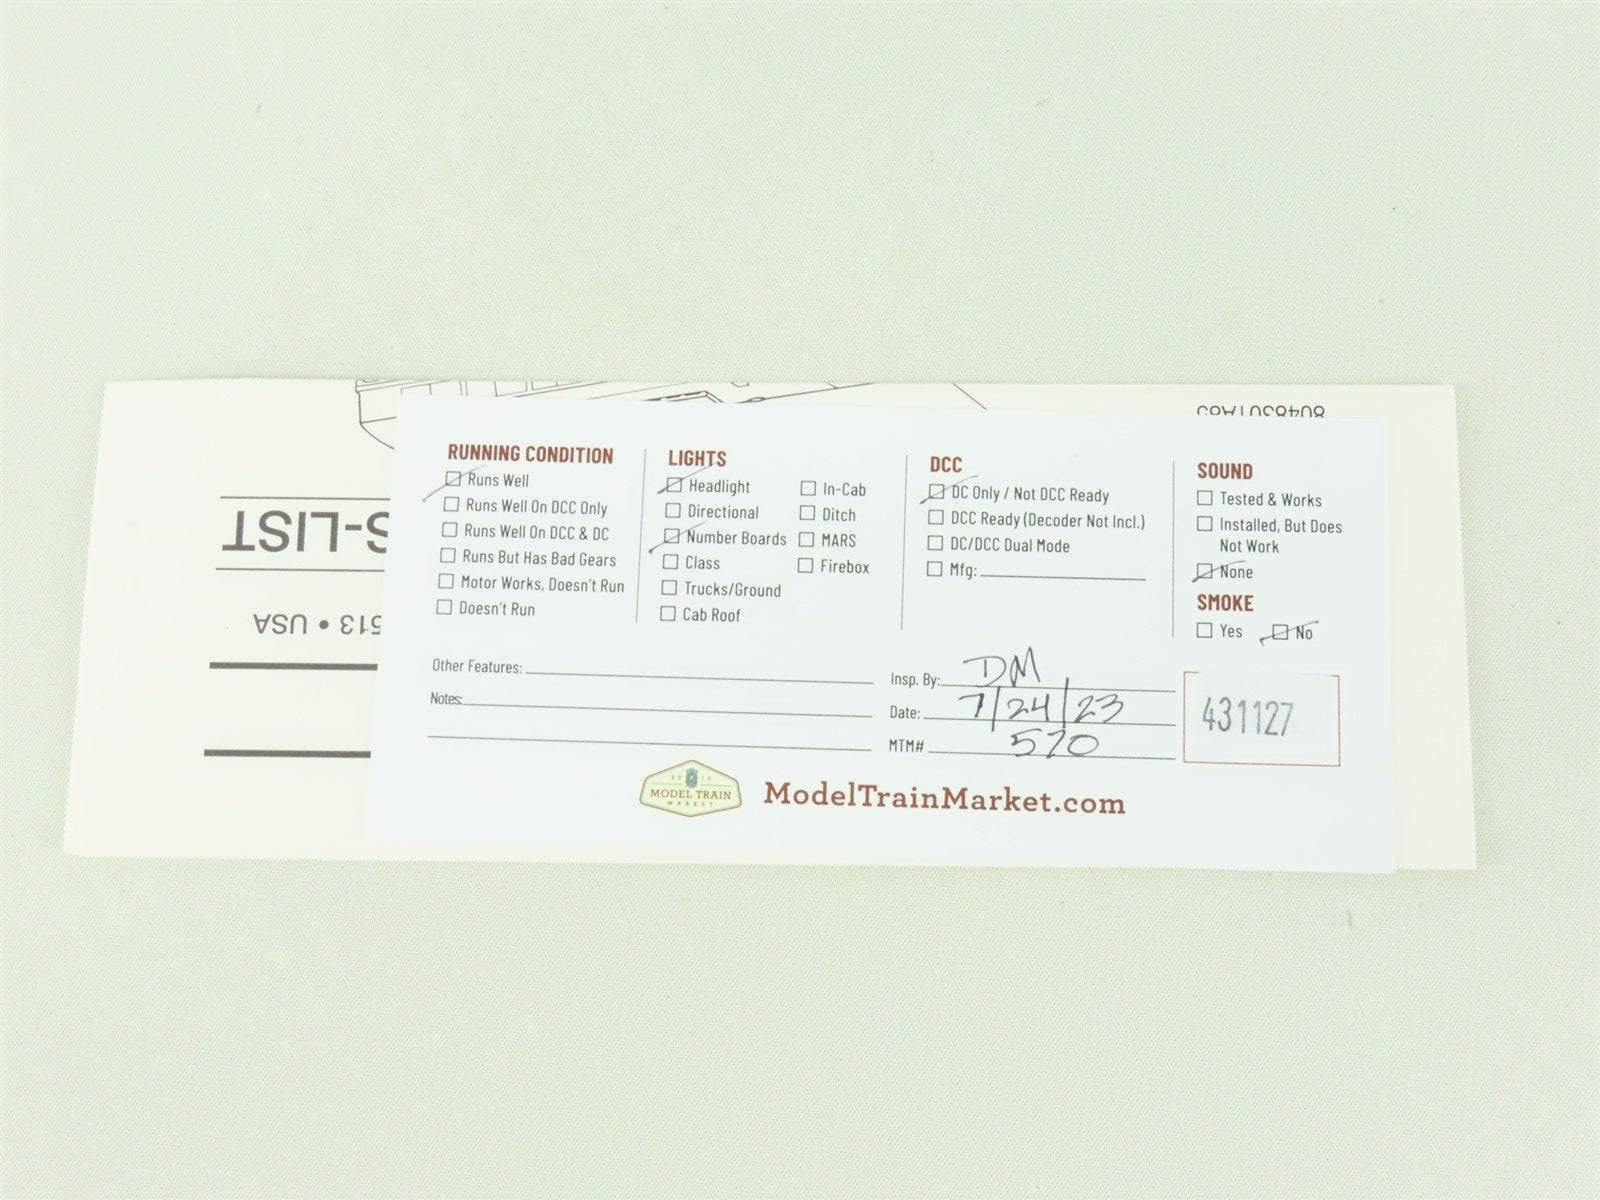 8048301A85
RUNNING CONDITION
Runs Well
Runs Well On DCC Only
Runs Well On DCC & DC
Runs But Has Bad Gears
Motor Works, Doesn't Run
Doesn't Run
LIGHTS
Headlight
Directional
Number Boards
Class
Trucks/Ground
Cab Roof
In-Cab
Ditch
MARS
Firebox
DCC
DC Only / Not DCC Ready
DCC Ready (Decoder Not Incl.)
DC/DCC Dual Mode
Mfg:
SOUND
Tested & Works
Installed, But Does
Not Work
None
SMOKE
Yes No
Other Features:
Notes:
Insp. By: DM
Date: 7/24/23
MTM# 570
431127
MODEL TRAIN
MARKET
ModelTrainMarket.com
S-LIST
513 • USA